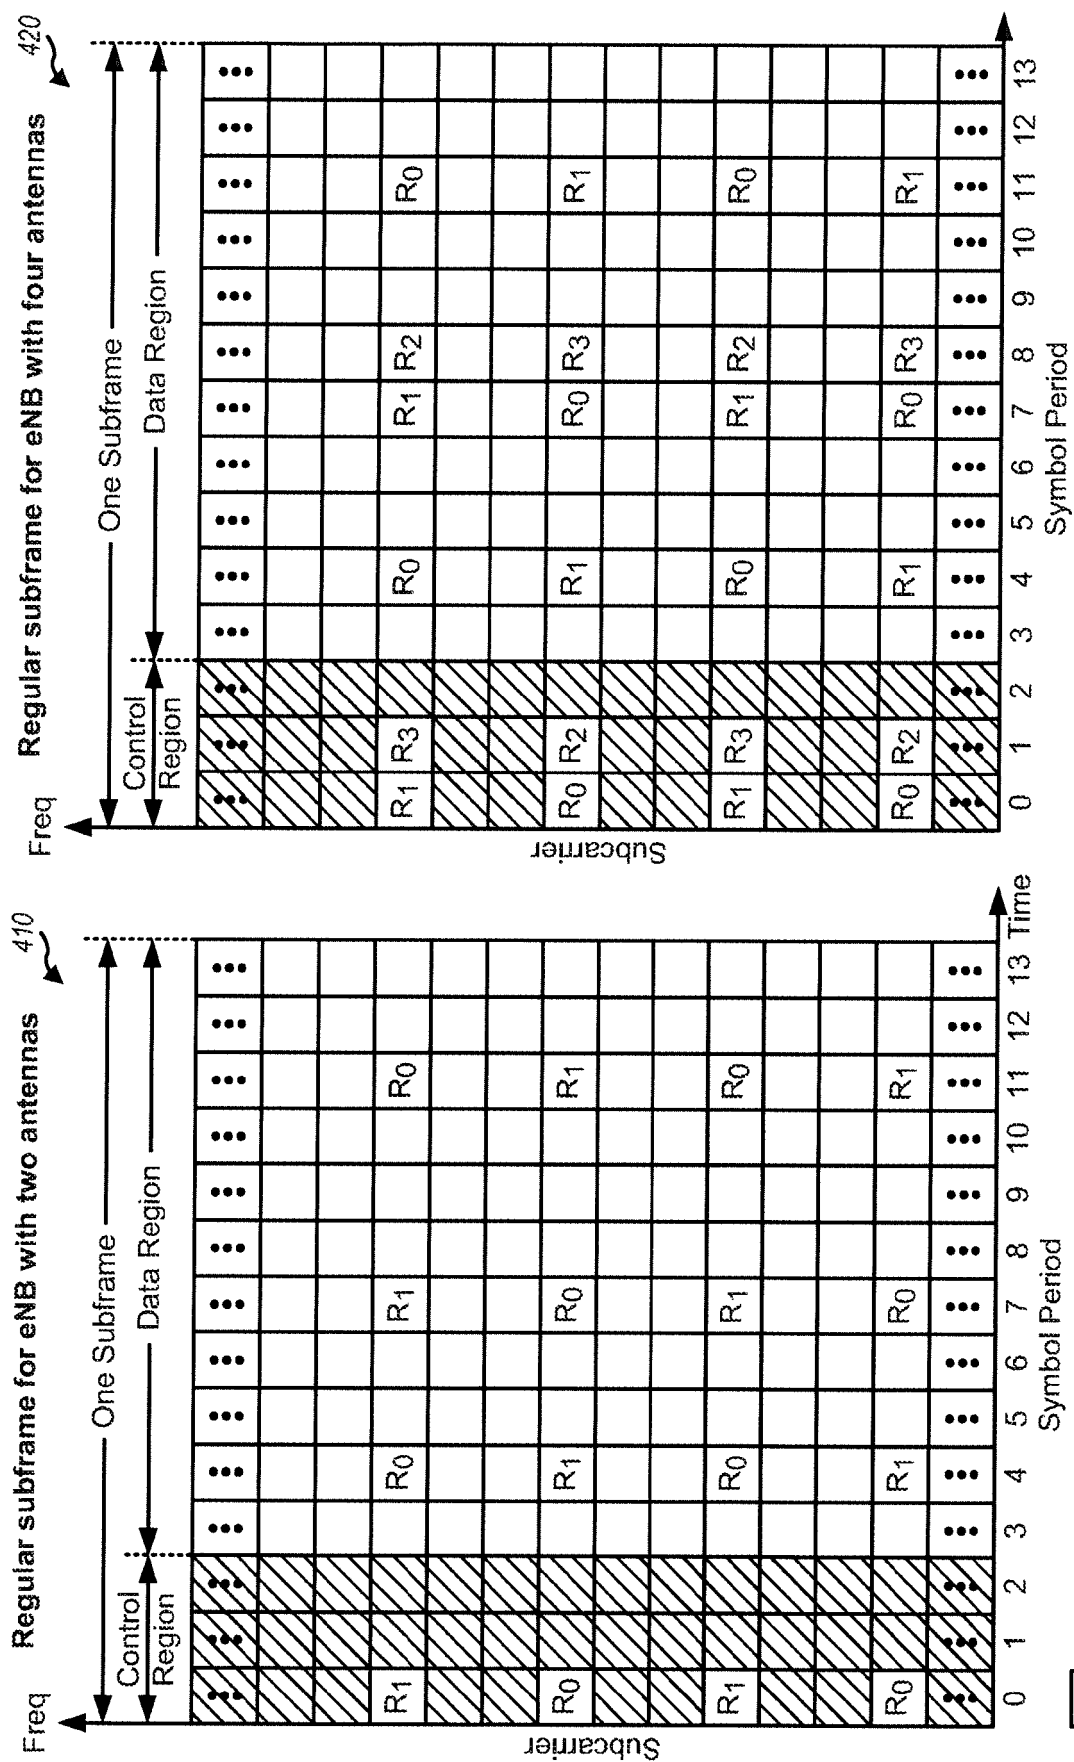 Regular subframe for eNB with two antennas
410
One Subframe
Control
Region
Data Region
Freq
Subcarrier
... ... ... ... ... ... ... ... ... ... ... ... ... ...
R1 R0 R1 R0
R0 R1 R0 R1
R1 R0 R1 R0
R0 R1 R0 R1
... ... ... ... ... ... ... ... ... ... ... ... ... ...
0 1 2 3 4 5 6 7 8 9 10 11 12 13
Time
Symbol Period
Regular subframe for eNB with four antennas
420
One Subframe
Control
Region
Data Region
Freq
Subcarrier
... ... ... ... ... ... ... ... ... ... ... ... ... ...
R1 R3 R0 R1 R2 R0
R0 R2 R1 R0 R3 R1
R1 R3 R0 R1 R2 R0
R0 R2 R1 R0 R3 R1
... ... ... ... ... ... ... ... ... ... ... ... ... ...
0 1 2 3 4 5 6 7 8 9 10 11 12 13
Symbol Period